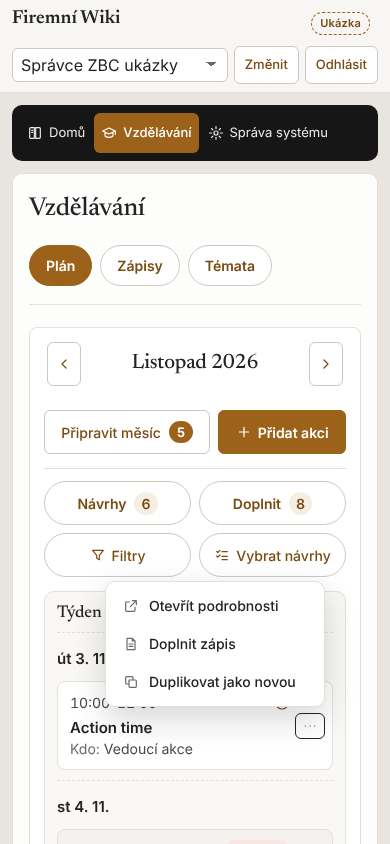 Firemní Wiki
Ukázka
Správce ZBC ukázky
Změnit
Odhlásit
Domů
Vzdělávání
Správa systému
Vzdělávání
Plán
Zápisy
Témata
Listopad 2026
Připravit měsíc 5
+ Přidat akci
Návrhy 6
Doplnit 8
Filtry
Vybrat návrhy
Týden
Otevřít podrobnosti
Doplnit zápis
Duplikovat jako novou
út 3. 11
Action time
Kdo: Vedoucí akce
st 4. 11.